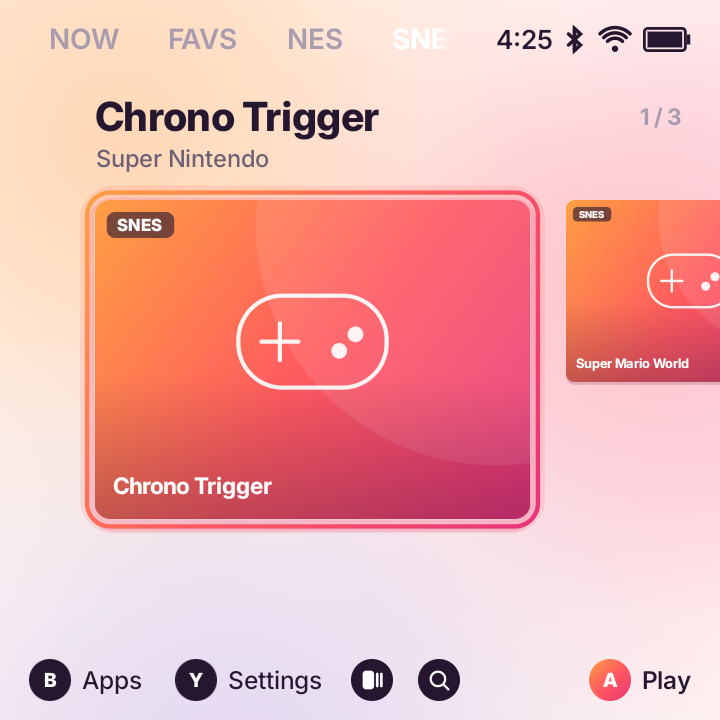 NOW FAVS NES SNE 4:25
Chrono Trigger 1/3
Super Nintendo
SNES
SNES
Super Mario World
Chrono Trigger
B Apps Y Settings A Play